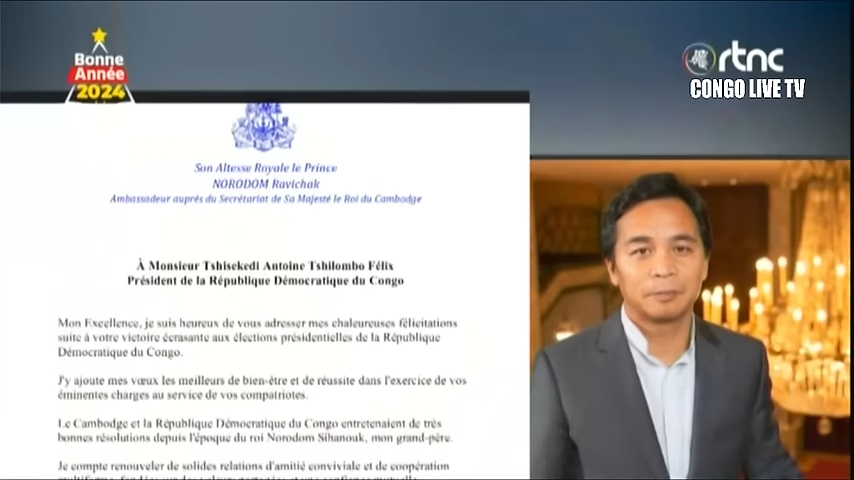 Bonne
Année
2024
rtnc
CONGO LIVE TV
Son Altesse Royale le Prince
NORODOM Ravichak
Ambassadeur auprès du Secrétariat de Sa Majesté le Roi du Cambodge
À Monsieur Tshisekedi Antoine Tshilombo Félix
Président de la République Démocratique du Congo
Mon Excellence, je suis heureux de vous adresser mes chaleureuses félicitations
suite à votre victoire écrasante aux élections présidentielles de la République
Démocratique du Congo.
J'y ajoute mes vœux les meilleurs de bien-être et de réussite dans l'exercice de vos
éminentes charges au service de vos compatriotes.
Le Cambodge et la République Démocratique du Congo entretenaient de très
bonnes résolutions depuis l'époque du roi Norodom Sihanouk, mon grand-père.
Je compte renouveler de solides relations d'amitié conviviale et de coopération